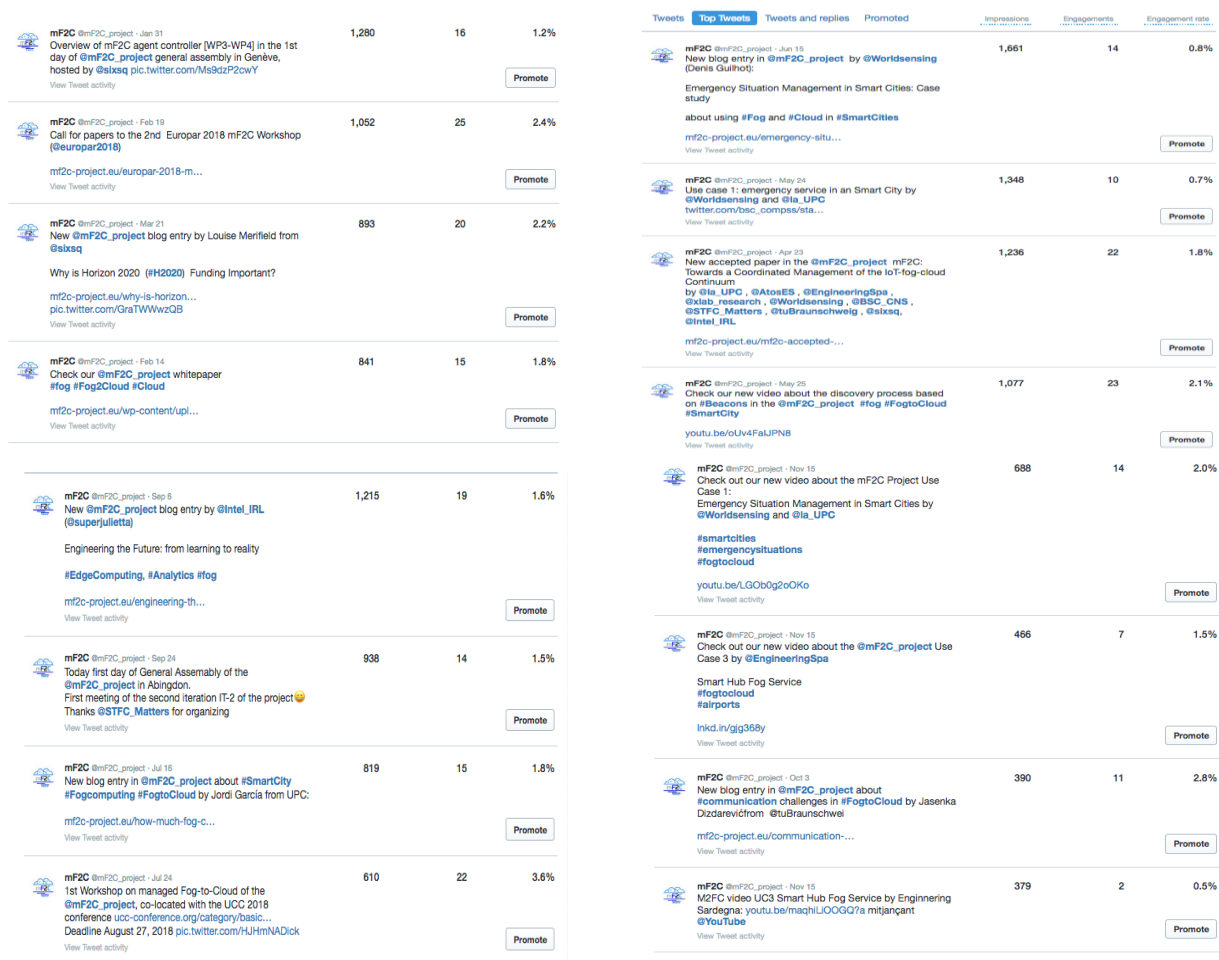 mF2C @mF2C_project · Jan 31 1,280 16 1.2%
Overview of mF2C agent controller [WP3-WP4] in the 1st
day of @mF2C_project general assembly in Genève,
hosted by @sixsq pic.twitter.com/Ms9dzP2cwY
View Tweet activity
Promote
mF2C @mF2C_project · Feb 19 1,052 25 2.4%
Call for papers to the 2nd Europar 2018 mF2C Workshop
(@europar2018)
mf2c-project.eu/europar-2018-m…
Promote
View Tweet activity
mF2C @mF2C_project · Mar 21 893 20 2.2%
New @mF2C_project blog entry by Louise Merifield from
@sixsq
Why is Horizon 2020 (#H2020) Funding Important?
mf2c-project.eu/why-is-horizon…
pic.twitter.com/GraTWWwzQB
Promote
View Tweet activity
mF2C @mF2C_project · Feb 14 841 15 1.8%
Check our @mF2C_project whitepaper
#fog #Fog2Cloud #Cloud
mf2c-project.eu/wp-content/upl…
Promote
View Tweet activity
mF2C @mF2C_project · Sep 6 1,215 19 1.6%
New @mF2C_project blog entry by @Intel_IRL
(@superjulietta)
Engineering the Future: from learning to reality
#EdgeComputing, #Analytics #fog
mf2c-project.eu/engineering-th…
Promote
View Tweet activity
mF2C @mF2C_project · Sep 24 938 14 1.5%
Today first day of General Assembly of the
@mF2C_project in Abingdon.
First meeting of the second iteration IT-2 of the project😀
Thanks @STFC_Matters for organizing
Promote
View Tweet activity
mF2C @mF2C_project · Jul 16 819 15 1.8%
New blog entry in @mF2C_project about #SmartCity
#Fogcomputing #FogtoCloud by Jordi García from UPC:
mf2c-project.eu/how-much-fog-c…
Promote
View Tweet activity
mF2C @mF2C_project · Jul 24 610 22 3.6%
1st Workshop on managed Fog-to-Cloud of the
@mF2C_project, co-located with the UCC 2018
conference ucc-conference.org/category/basic…
Deadline August 27, 2018 pic.twitter.com/HJHmNADick
Promote
View Tweet activity
Tweets Top Tweets Tweets and replies Promoted Impressions Engagements Engagement rate
mF2C @mF2C_project · Jun 15 1,661 14 0.8%
New blog entry in @mF2C_project by @Worldsensing
(Denis Guilhot):
Emergency Situation Management in Smart Cities: Case
study
about using #Fog and #Cloud in #SmartCities
mf2c-project.eu/emergency-situ…
Promote
View Tweet activity
mF2C @mF2C_project · May 24 1,348 10 0.7%
Use case 1: emergency service in an Smart City by
@Worldsensing and @la_UPC
twitter.com/bsc_compss/sta…
Promote
View Tweet activity
mF2C @mF2C_project · Apr 23 1,236 22 1.8%
New accepted paper in the @mF2C_project mF2C:
Towards a Coordinated Management of the IoT-fog-cloud
Continuum
by @la_UPC , @AtosES , @EngineeringSpa ,
@xlab_research , @Worldsensing , @BSC_CNS ,
@STFC_Matters , @tuBraunschweig , @sixsq,
@Intel_IRL
mf2c-project.eu/mf2c-accepted-…
Promote
View Tweet activity
mF2C @mF2C_project · May 25 1,077 23 2.1%
Check our new video about the discovery process based
on #Beacons in the @mF2C_project #fog #FogtoCloud
#SmartCity
youtu.be/oUv4FaIJPN8
Promote
View Tweet activity
mF2C @mF2C_project · Nov 15 688 14 2.0%
Check out our new video about the mF2C Project Use
Case 1:
Emergency Situation Management in Smart Cities by
@Worldsensing and @la_UPC
#smartcities
#emergencysituations
#fogtocloud
youtu.be/LGOb0g2oOKo
Promote
View Tweet activity
mF2C @mF2C_project · Nov 15 466 7 1.5%
Check out our new video about the @mF2C_project Use
Case 3 by @EngineeringSpa
Smart Hub Fog Service
#fogtocloud
#airports
lnkd.in/gjg368y
Promote
View Tweet activity
mF2C @mF2C_project · Oct 3 390 11 2.8%
New blog entry in @mF2C_project about
#communication challenges in #FogtoCloud by Jasenka
Dizdarevićfrom @tuBraunschwei
mf2c-project.eu/communication-…
Promote
View Tweet activity
mF2C @mF2C_project · Nov 15 379 2 0.5%
M2FC video UC3 Smart Hub Fog Service by Enginnering
Sardegna: youtu.be/maqhiLiOOGQ?a mitjançant
@YouTube
Promote
View Tweet activity